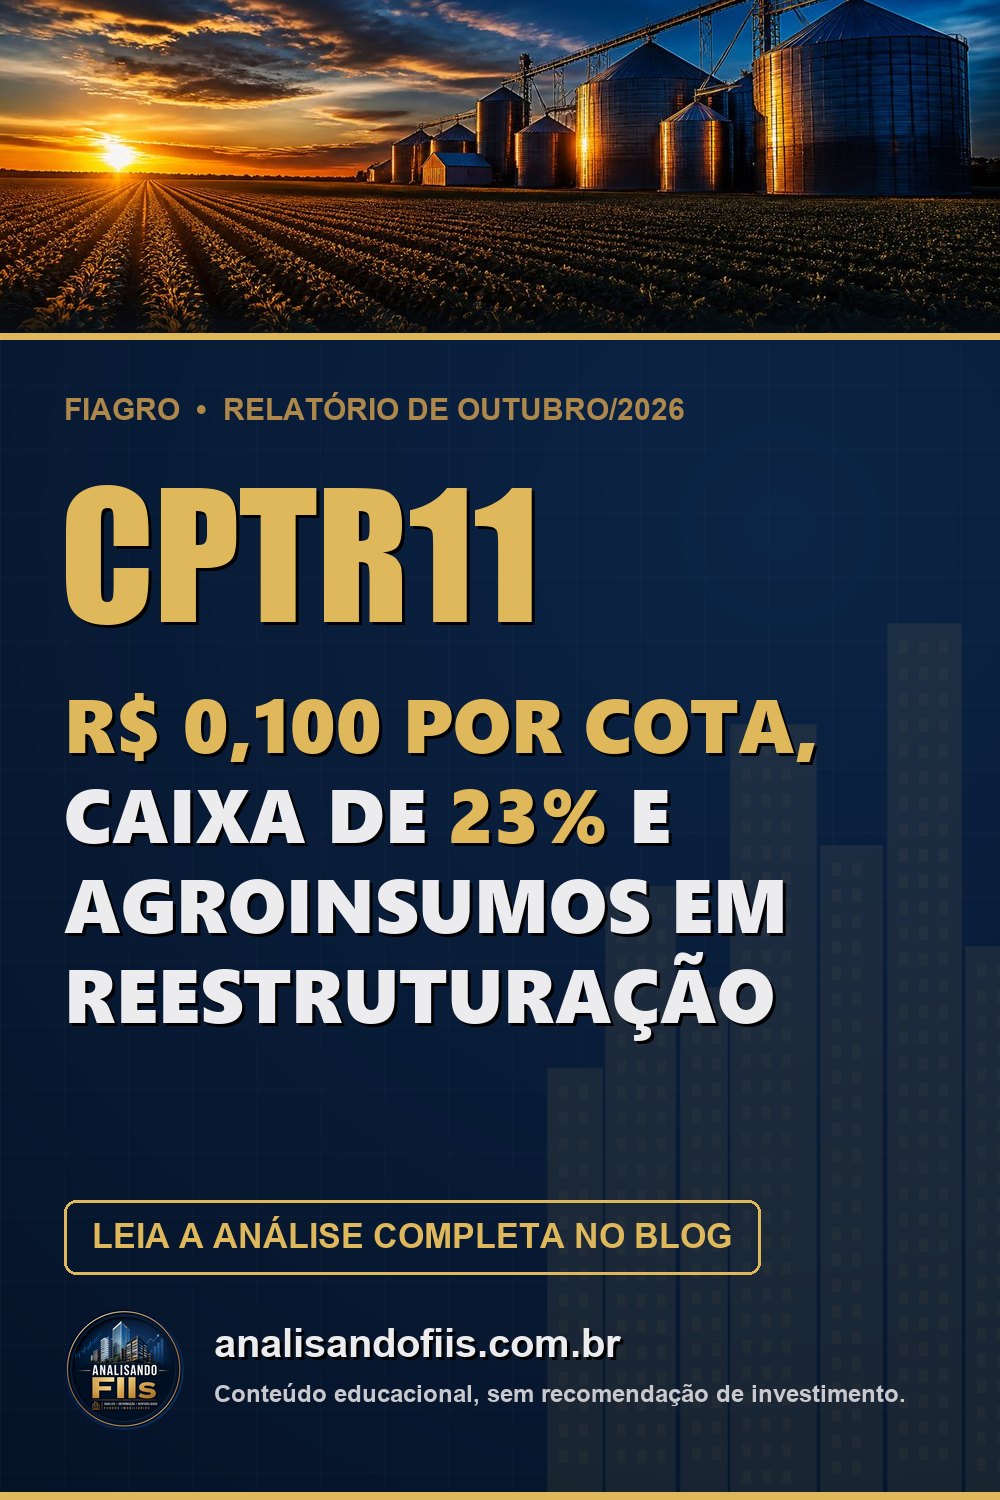 FIAGRO • RELATÓRIO DE OUTUBRO/2026
CPTR11
R$ 0,100 POR COTA,
CAIXA DE 23% E
AGROINSUMOS EM
REESTRUTURAÇÃO
LEIA A ANÁLISE COMPLETA NO BLOG
analisandofiis.com.br
Conteúdo educacional, sem recomendação de investimento.
ANALISANDO
FIIs